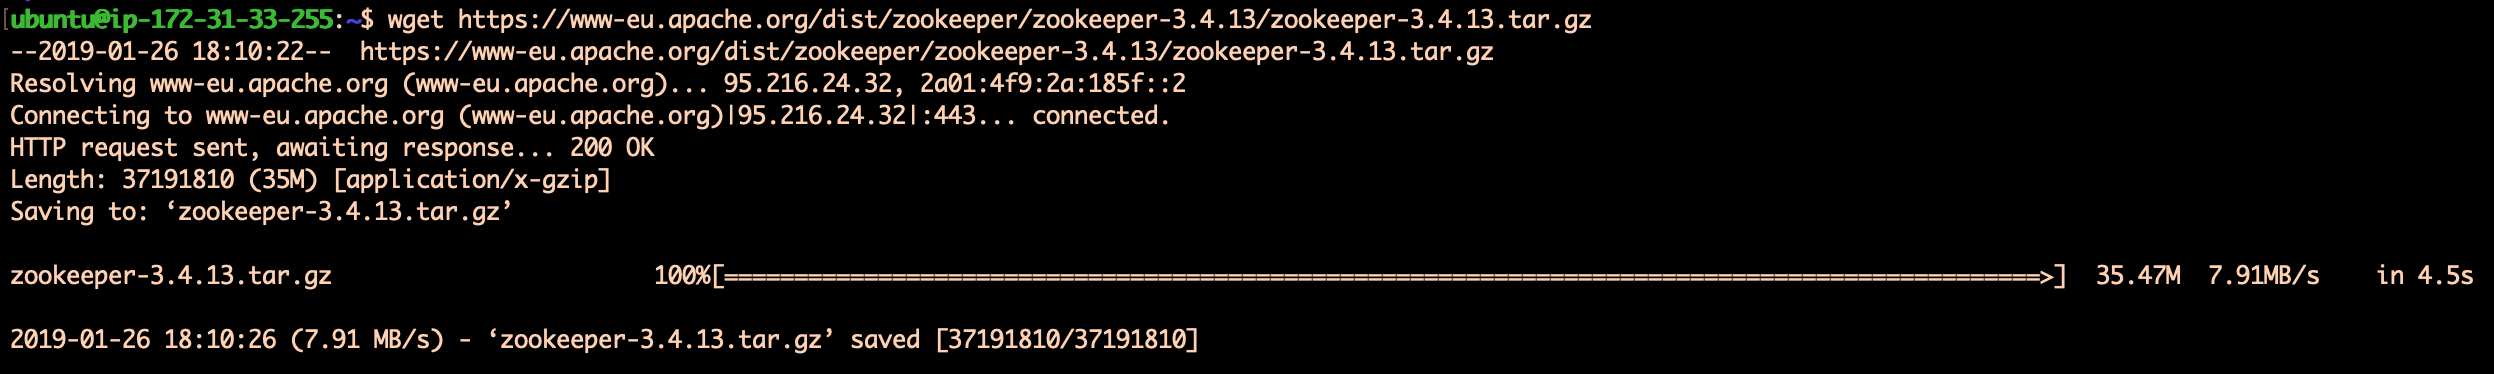 ubuntu@ip-172-31-33-255:~$ wget https://www-eu.apache.org/dist/zookeeper/zookeeper-3.4.13/zookeeper-3.4.13.tar.gz
--2019-01-26 18:10:22--  https://www-eu.apache.org/dist/zookeeper/zookeeper-3.4.13/zookeeper-3.4.13.tar.gz
Resolving www-eu.apache.org (www-eu.apache.org)... 95.216.24.32, 2a01:4f9:2a:185f::2
Connecting to www-eu.apache.org (www-eu.apache.org)|95.216.24.32|:443... connected.
HTTP request sent, awaiting response... 200 OK
Length: 37191810 (35M) [application/x-gzip]
Saving to: ‘zookeeper-3.4.13.tar.gz’
zookeeper-3.4.13.tar.gz 100%[==============================================================================================>] 35.47M 7.91MB/s in 4.5s
2019-01-26 18:10:26 (7.91 MB/s) - ‘zookeeper-3.4.13.tar.gz’ saved [37191810/37191810]